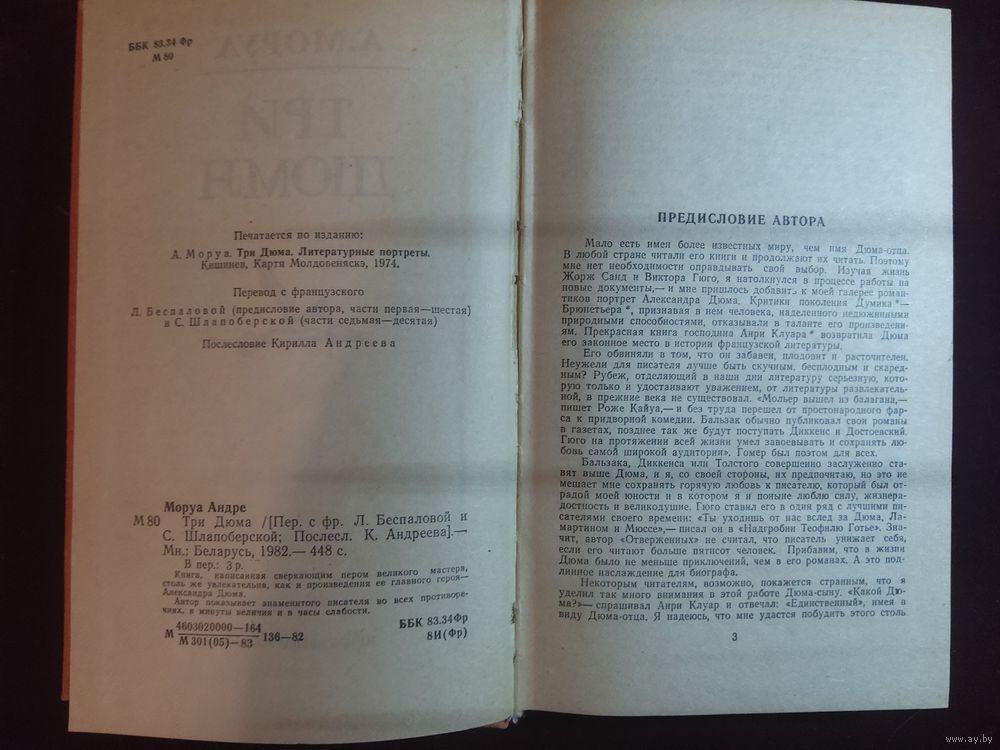 ББК 83.34 Фр
М 80
Печатается по изданию:
А. Моруа. Три Дюма. Литературные портреты.
Кишинев, Картя Молдовеняскэ, 1974.
Перевод с французского
Л. Беспаловой (предисловие автора, части первая—шестая)
и С. Шлапоберской (части седьмая—десятая)
Послесловие Кирилла Андреева
Моруа Андре
М 80 Три Дюма /[Пер. с фр. Л. Беспаловой и
С. Шлапоберской; Послесл. К. Андреева].—
Мн.: Беларусь, 1982.— 448 с.
В пер.: 3 р.
Книга, написанная сверкающим пером великого мастера,
столь же увлекательна, как и произведения ее главного героя—
Александра Дюма.
Автор показывает знаменитого писателя во всех противоре-
чиях, в минуты величия и в часы слабости.
М 4603020000—164
М 301(05)—83 136—82
ББК 83.34Фр
8И(Фр)
ПРЕДИСЛОВИЕ АВТОРА
Мало есть имен более известных миру, чем имя Дюма-отца.
В любой стране читали его книги и продолжают их читать. Поэтому
мне нет необходимости оправдывать свой выбор. Изучая жизнь
Жорж Санд и Виктора Гюго, я натолкнулся в процессе работы на
новые документы,— и мне пришлось добавить к моей галерее роман-
тиков портрет Александра Дюма. Критики поколения Думика*—
Брюнетьера*, признавая в нем человека, наделенного недюжинными
природными способностями, отказывали в таланте его произведени-
ям. Прекрасная книга господина Анри Клуара* возвратила Дюма
его законное место в истории французской литературы.
Его обвиняли в том, что он забавен, плодовит и расточителен.
Неужели для писателя лучше быть скучным, бесплодным и скаред-
ным? Рубеж, отделяющий в наши дни литературу серьезную, кото-
рую только и удостаивают уважением, от литературы развлекатель-
ной, в прежние века не существовал. «Мольер вышел из балагана,—
пишет Роже Кайуа,— и без труда перешел от простонародного фар-
са к придворной комедии. Бальзак обычно публиковал свои романы
в газетах, позднее так же будут поступать Диккенс и Достоевский.
Гюго на протяжении всей жизни умел завоевывать и сохранять лю-
бовь самой широкой аудитории». Гомер был поэтом для всех.
Бальзака, Диккенса или Толстого совершенно заслуженно ста-
вят выше Дюма, и я, со своей стороны, их предпочитаю, но это не
мешает мне сохранять горячую любовь к писателю, который был от-
радой моей юности и в котором я и поныне люблю силу, жизнера-
достность и великодушие. Гюго ставил его в один ряд с лучшими пи-
сателями своего времени: «Ты уходишь от нас вслед за Дюма, Ла-
мартином и Мюссе»,— писал он в «Надгробии Теофилю Готье». Зна-
чит, автор «Отверженных» не считал, что писатель унижает себя,
если его читают больше пятисот человек. Прибавим, что в жизни
Дюма было не меньше приключений, чем в его романах. А это под-
линное наслаждение для биографа.
Некоторым читателям, возможно, покажется странным, что я
уделил так много внимания в этой работе Дюма-сыну. «Какой Дю-
ма?»— спрашивал Анри Клуар и отвечал: «Единственный», имея в
виду Дюма-отца. Я надеюсь, что мне удастся побудить этого столь
3
www.ay.by